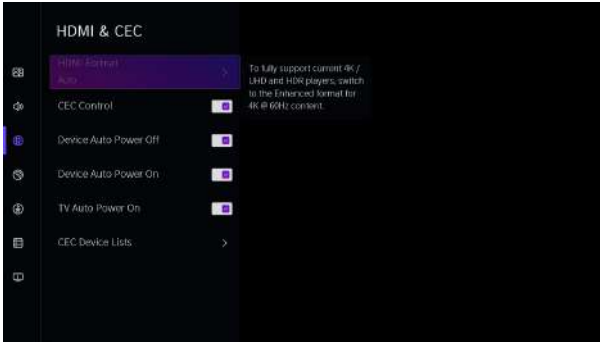 HDMI & CEC
HDMI Format
Auto
To fully support current 4K /
UHD and HDR players, switch
to the Enhanced format for
4K @ 60Hz content.
CEC Control
Device Auto Power Off
Device Auto Power On
TV Auto Power On
CEC Device Lists